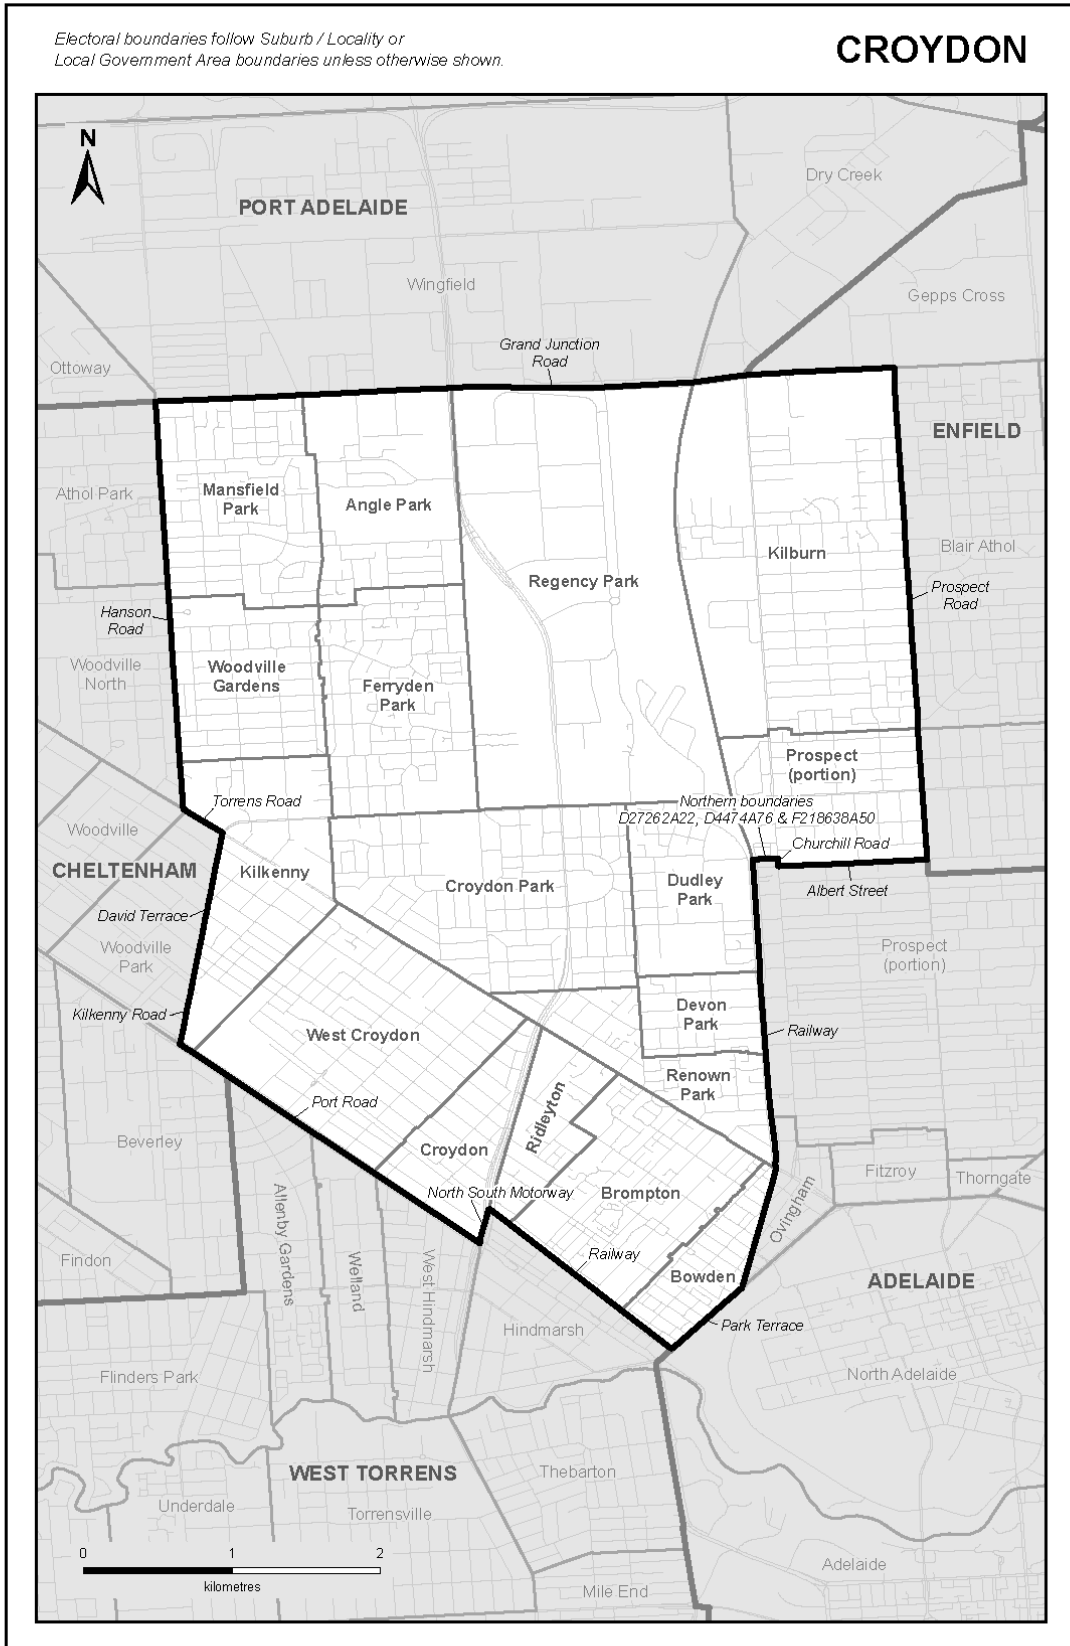 Electoral boundaries follow Suburb / Locality or
Local Government Area boundaries unless otherwise shown.
CROYDON
N
Dry Creek
PORT ADELAIDE
Wingfield
Gepps Cross
Grand Junction
Road
Ottoway
ENFIELD
Athol Park
Mansfield
Park
Angle Park
Blair Athol
Kilburn
Regency Park
Prospect
Road
Hanson
Road
Woodville
North
Woodville
Gardens
Ferryden
Park
Prospect
(portion)
Torrens Road
Northern boundaries
D27262A22, D4474A76 & F218638A50
Woodville
Churchill Road
CHELTENHAM
Kilkenny
Croydon Park
Dudley
Park
Albert Street
David Terrace
Woodville
Park
Prospect
(portion)
Kilkenny Road
Devon
Park
West Croydon
Railway
Renown
Park
Port Road
Ridleyton
Beverley
Croydon
Fitzroy
Thorngate
North South Motorway
Brompton
Ovingham
Allenby Gardens
Welland
West Hindmarsh
Findon
Railway
Bowden
ADELAIDE
Hindmarsh
Park Terrace
Flinders Park
North Adelaide
WEST TORRENS
Thebarton
Underdale
Torrensville
0 1 2
kilometres
Adelaide
Mile End